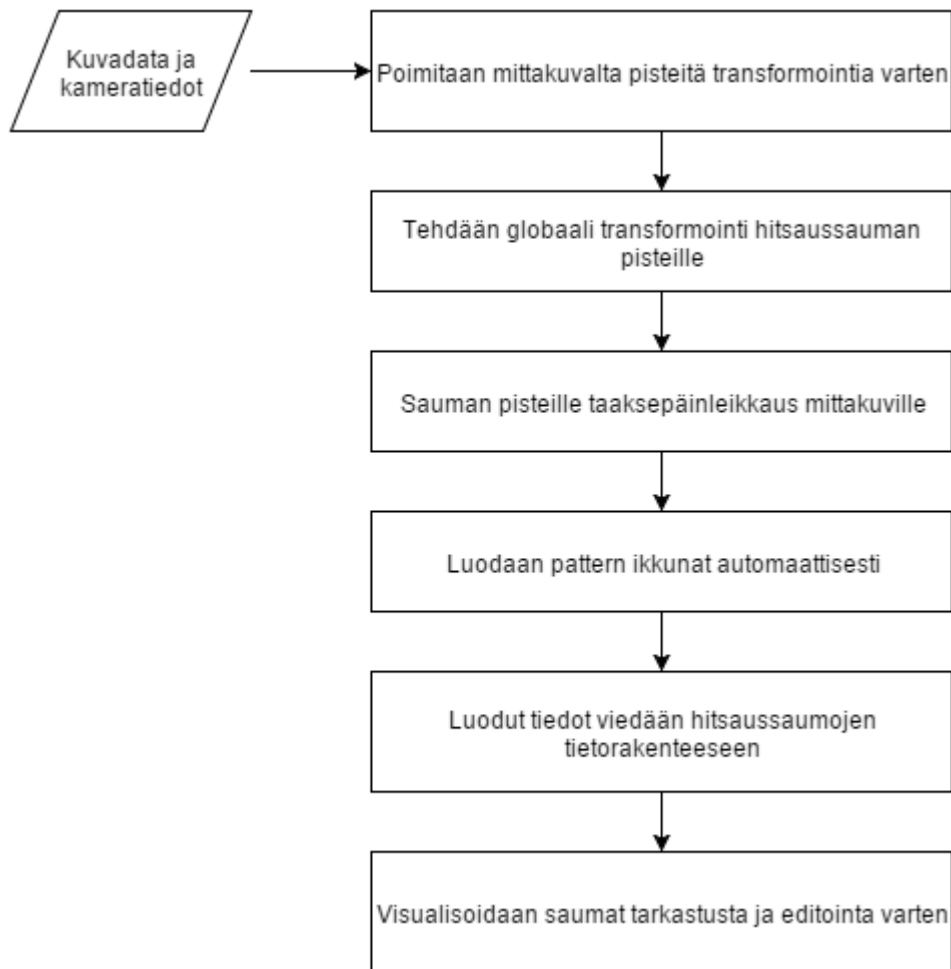 Kuvadata ja
kameratiedot
Poimitaan mittakuvalta pisteitä transformointia varten
Tehdään globaali transformointi hitsaussauman
pisteille
Sauman pisteille taaksepäinleikkaus mittakuville
Luodaan pattern ikkunat automaattisesti
Luodut tiedot viedään hitsaussaumojen
tietorakenteeseen
Visualisoidaan saumat tarkastusta ja editointa varten